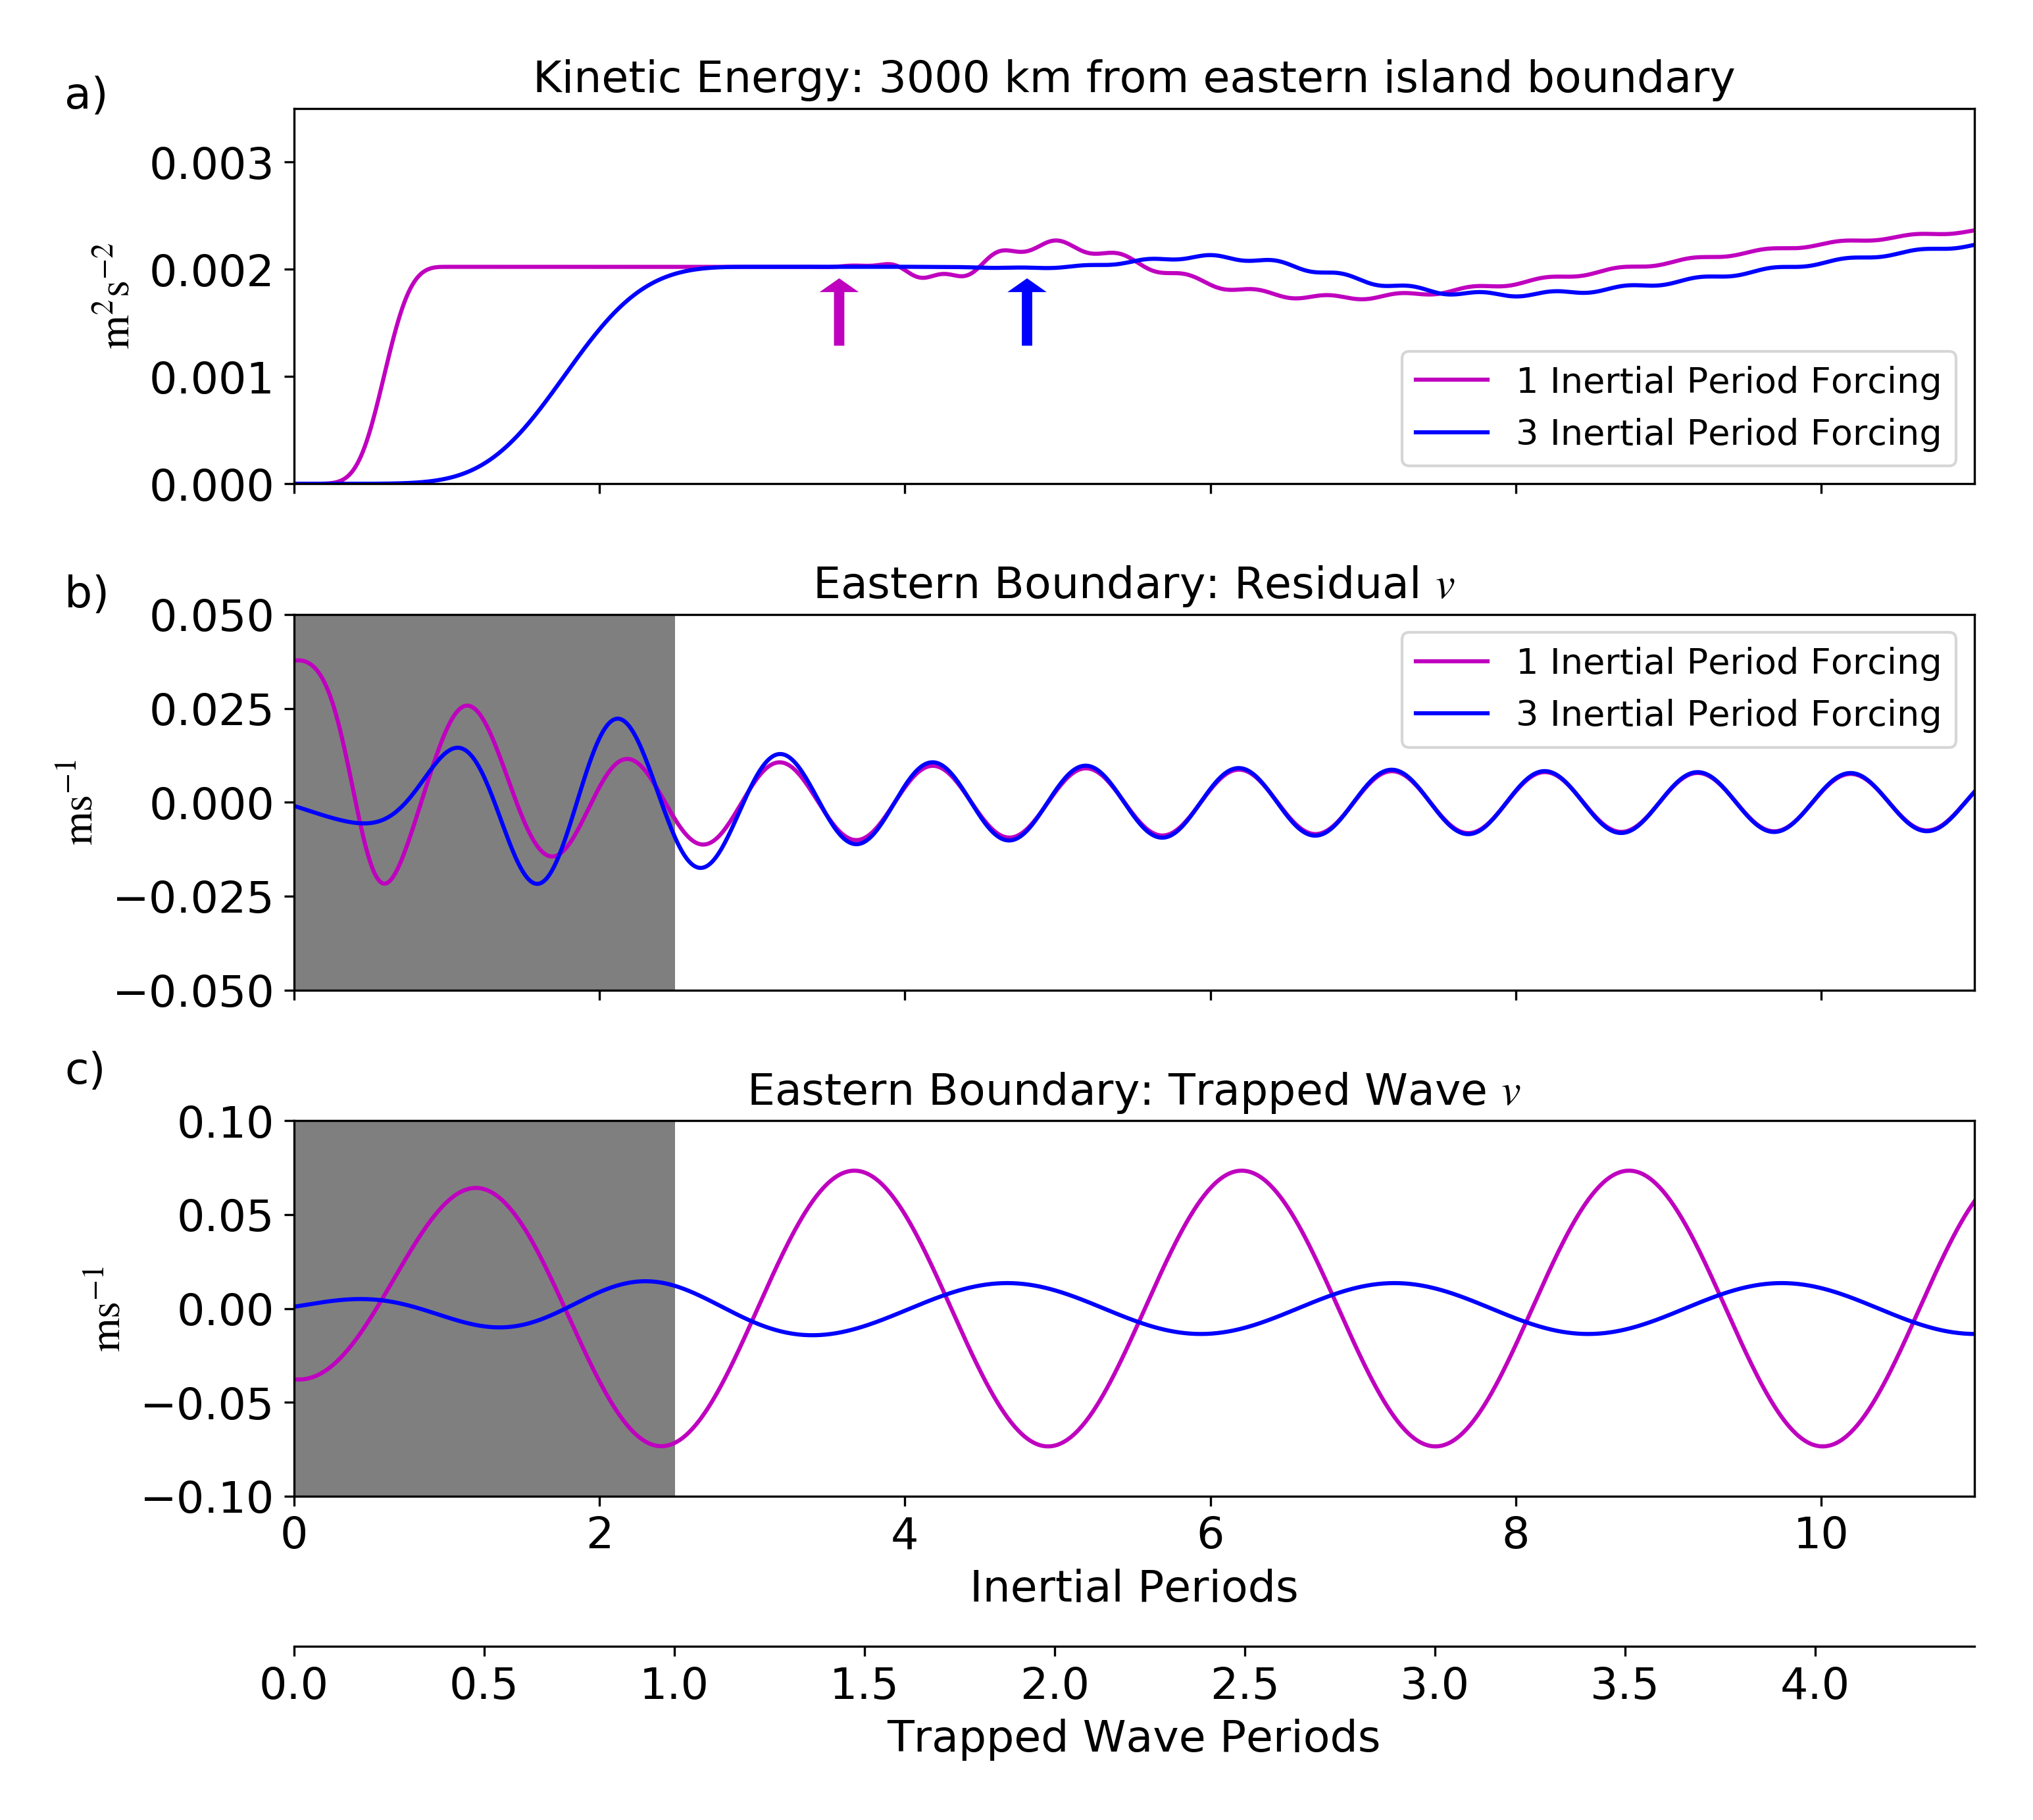 a)
Kinetic Energy: 3000 km from eastern island boundary
0.003
0.002
0.001
0.000
m²s⁻²
1 Inertial Period Forcing
3 Inertial Period Forcing
b)
Eastern Boundary: Residual v
0.050
0.025
0.000
−0.025
−0.050
ms⁻¹
1 Inertial Period Forcing
3 Inertial Period Forcing
c)
Eastern Boundary: Trapped Wave v
0.10
0.05
0.00
−0.05
−0.10
ms⁻¹
0 2 4 6 8 10
Inertial Periods
0.0 0.5 1.0 1.5 2.0 2.5 3.0 3.5 4.0
Trapped Wave Periods